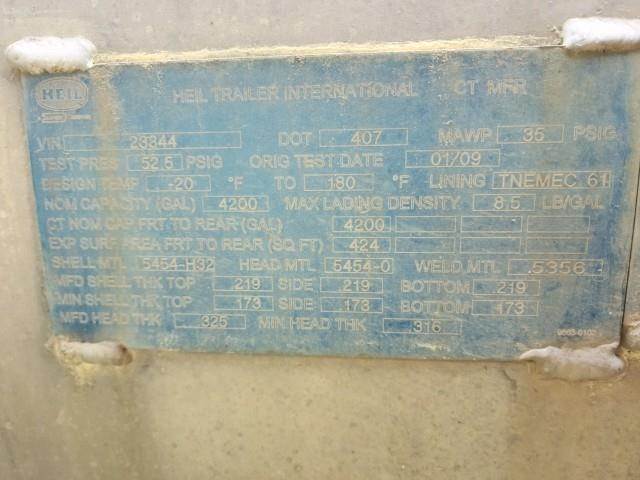 HEIL HEIL TRAILER INTERNATIONAL CT MFR
VIN 23844 DOT 407 MAWP 35 PSIG
TEST PRES 52.5 PSIG ORIG TEST DATE 01/09
DESIGN TEMP -20 °F TO 180 °F LINING TNEMEC 61
NOM CAPACITY (GAL) 4200 MAX LADING DENSITY 8.5 LB/GAL
CT NOM CAP FRT TO REAR (GAL) 4200
EXP SURF AREA FRT TO REAR (SQ FT) 424
SHELL MTL 5454-H32 HEAD MTL 5454-0 WELD MTL 5356
MFD SHELL THK TOP .219 SIDE .219 BOTTOM .219
MIN SHELL THK TOP .173 SIDE .173 BOTTOM .173
MFD HEAD THK .325 MIN HEAD THK .316